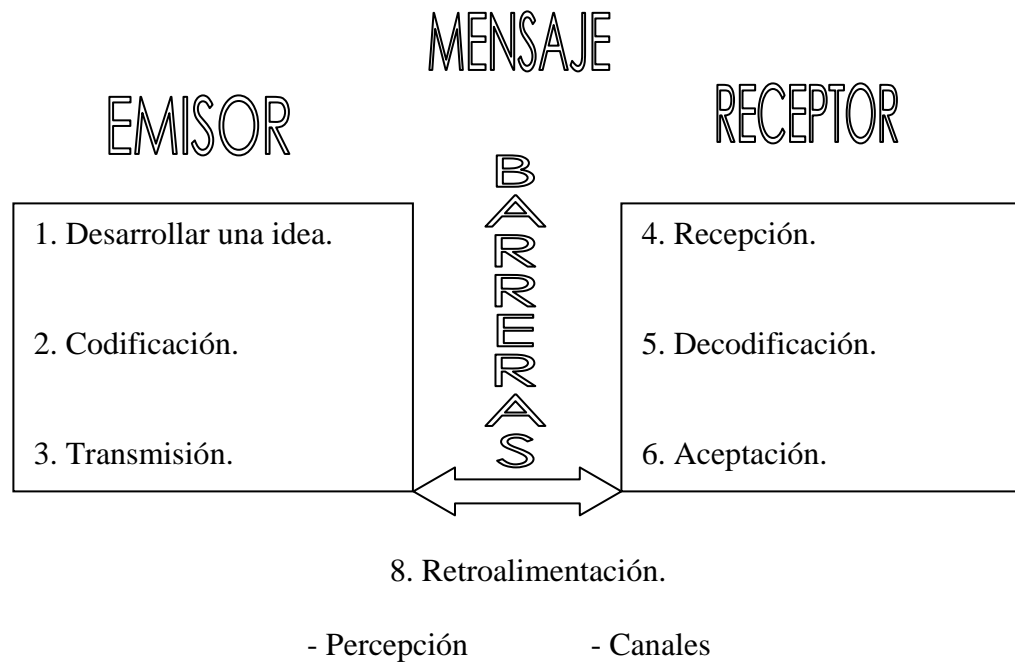 MENSAJE
EMISOR
RECEPTOR
BARRERAS
1. Desarrollar una idea.
2. Codificación.
3. Transmisión.
4. Recepción.
5. Decodificación.
6. Aceptación.
8. Retroalimentación.
- Percepción - Canales